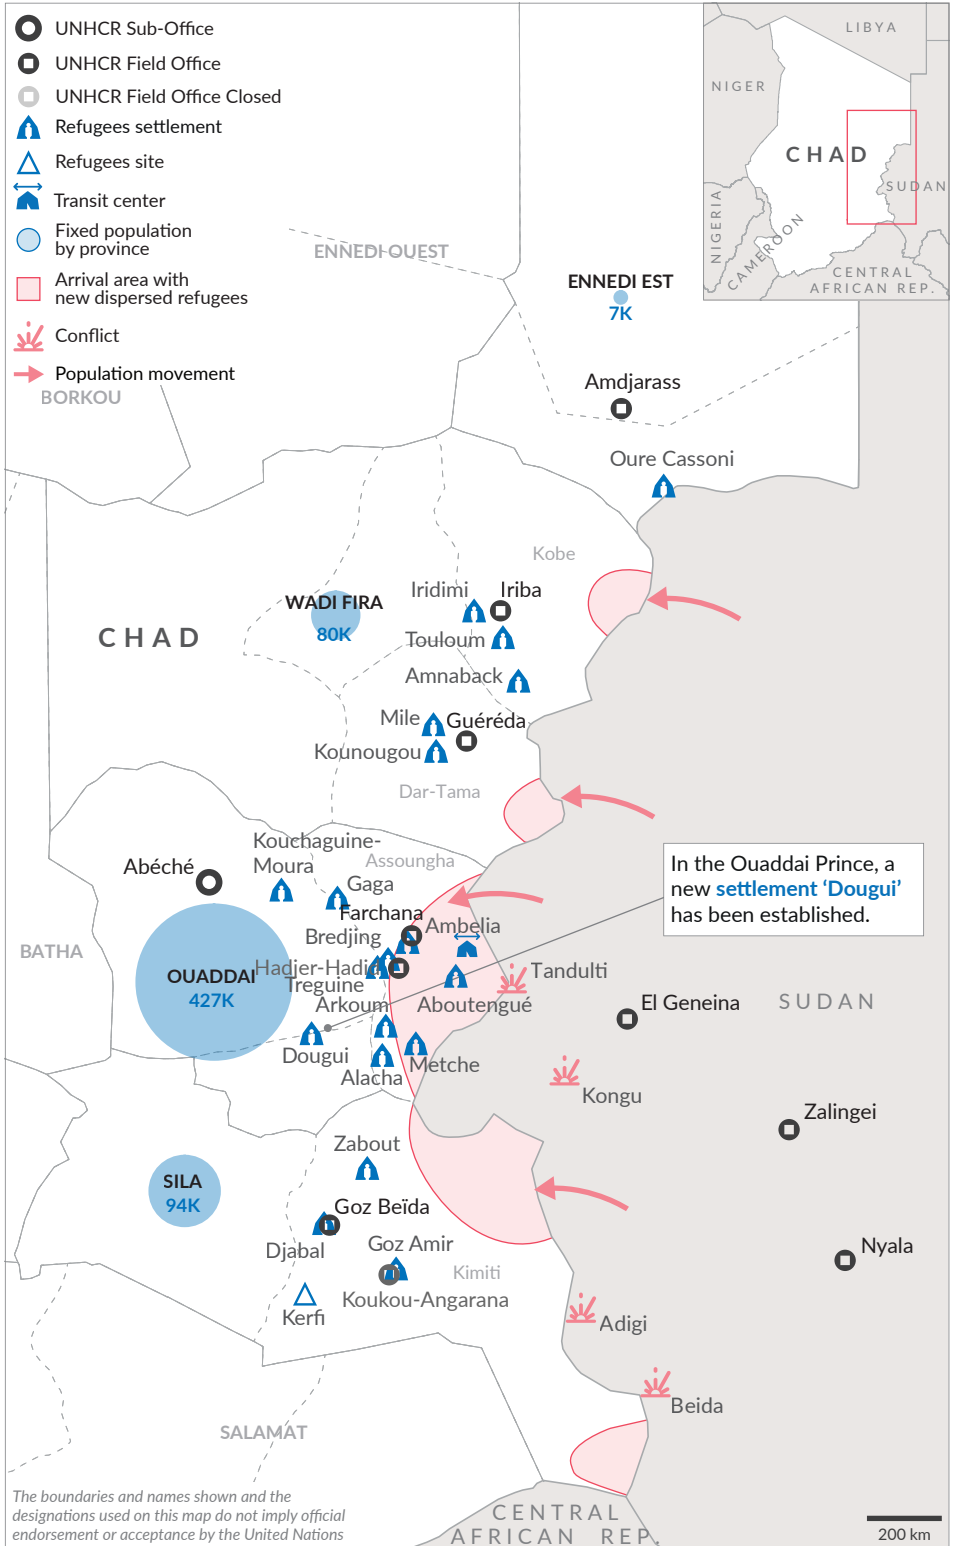 UNHCR Sub-Office
UNHCR Field Office
UNHCR Field Office Closed
Refugees settlement
Refugees site
Transit center
Fixed population
by province
Arrival area with
new dispersed refugees
Conflict
Population movement
LIBYA
NIGER
CHAD
SUDAN
NIGERIA
CAMEROON
CENTRAL
AFRICAN REP.
ENNEDI OUEST
ENNEDI EST
7K
BORKOU
Amdjarass
Oure Cassoni
Kobe
Iridimi
Iriba
WADI FIRA
80K
CHAD
Touloum
Amnaback
Mile
Guéréda
Kounougou
Dar-Tama
Kouchaguine-
Moura
Assoungha
Abéché
Gaga
In the Ouaddai Prince, a
new settlement ‘Dougui’
has been established.
Farchana
Ambelia
Bredjing
BATHA
Hadjer-Hadid
Treguine
OUADDAI
427K
Tandulti
Arkoum
Aboutengué
El Geneina
SUDAN
Dougui
Metche
Alacha
Kongu
Zalingei
Zabout
SILA
94K
Goz Beïda
Djabal
Goz Amir
Kimiti
Nyala
Koukou-Angarana
Kerfi
Adigi
Beida
SALAMAT
The boundaries and names shown and the
designations used on this map do not imply official
endorsement or acceptance by the United Nations
CENTRAL
AFRICAN REP.
200 km